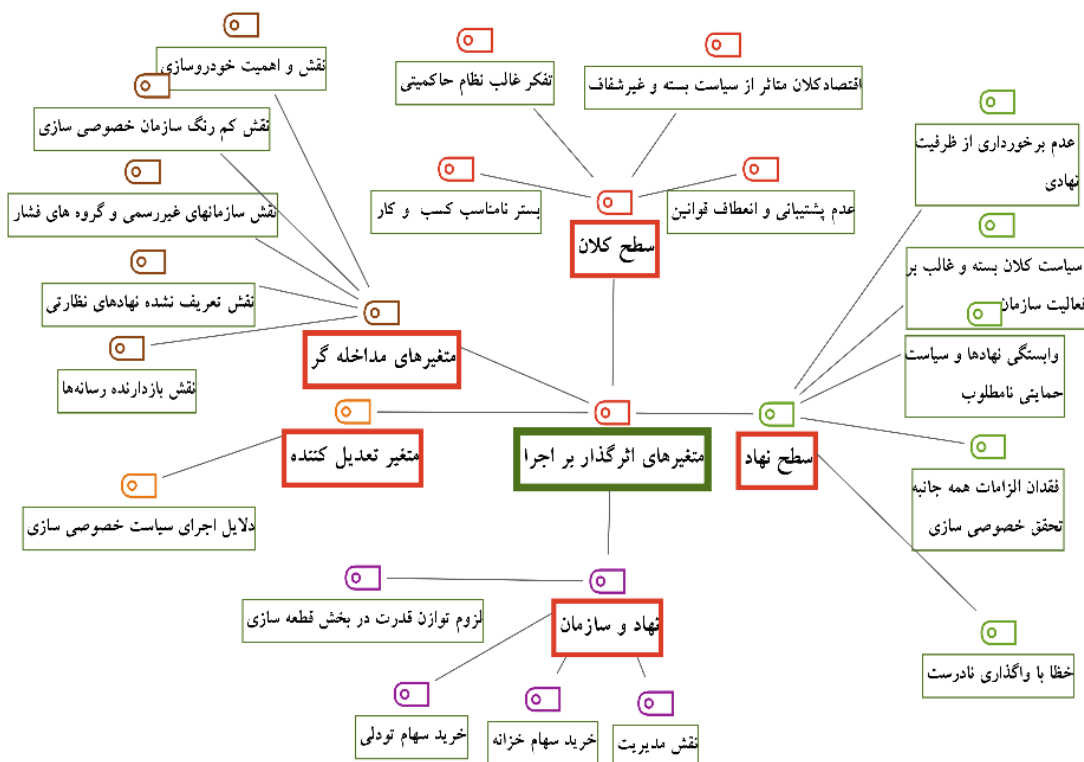 نقش و اهمیت خودروسازی
نقش کم رنگ سازمان خصوصی سازی
نقش سازمانهای غیررسمی و گروه های فشار
نقش تعریف نشده نهادهای نظارتی
نقش بازدارنده رسانه‌ها
متغیرهای مداخله گر
تفکر غالب نظام حاکمیتی
اقتصادکلان متاثر از سیاست بسته و غیرشفاف
بستر نامناسب کسب و کار
عدم پشتیبانی و انعطاف قوانین
سطح کلان
عدم برخورداری از ظرفیت
نهادی
سیاست کلان بسته و غالب بر
فعالیت سازمان
وابستگی نهادها و سیاست
حمایتی نامطلوب
سطح نهاد
فقدان الزامات همه جانبه
تحقق خصوصی سازی
خظا با واگذاری نادرست
متغیرهای اثرگذار بر اجرا
متغیر تعدیل کننده
دلایل اجرای سیاست خصوصی سازی
نهاد و سازمان
لزوم توازن قدرت در بخش قطعه سازی
خرید سهام تودلی
خرید سهام خزانه
نقش مدیریت